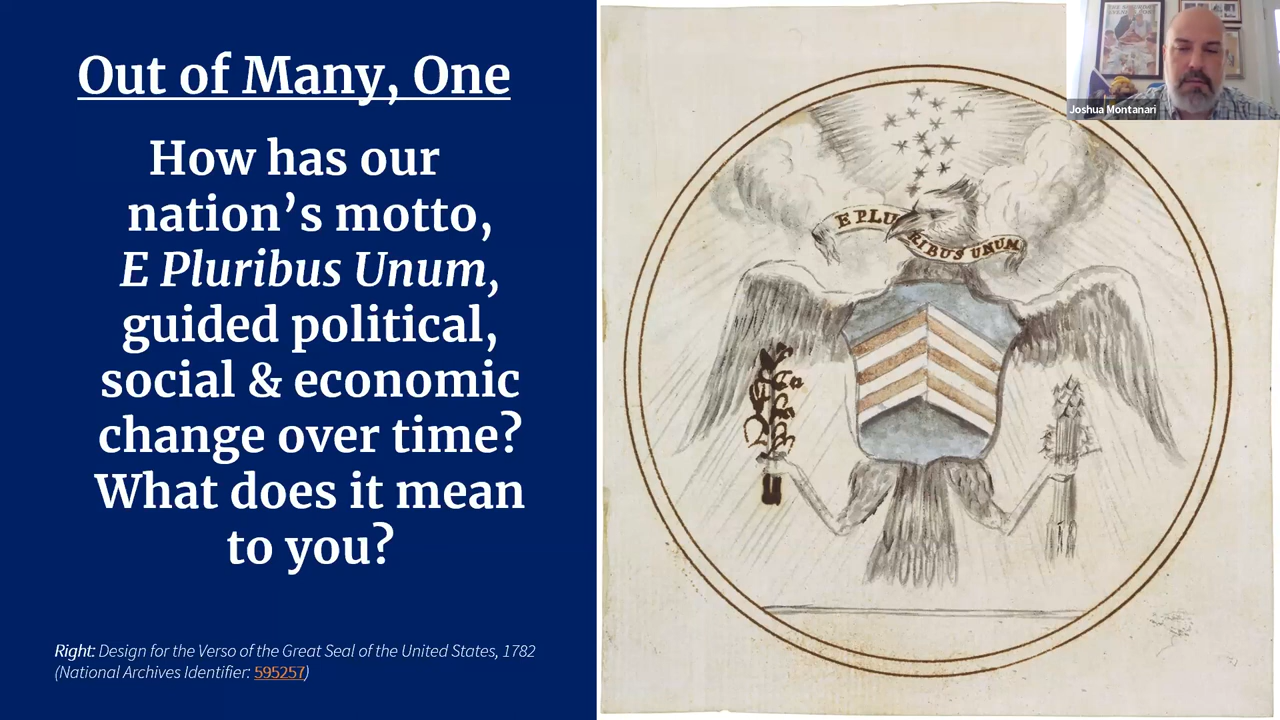 Out of Many, One
How has our
nation’s motto,
E Pluribus Unum,
guided political,
social & economic
change over time?
What does it mean
to you?
Right: Design for the Verso of the Great Seal of the United States, 1782
(National Archives Identifier: 595257)
E PLU
RIBUS UNUM
Joshua Montanari